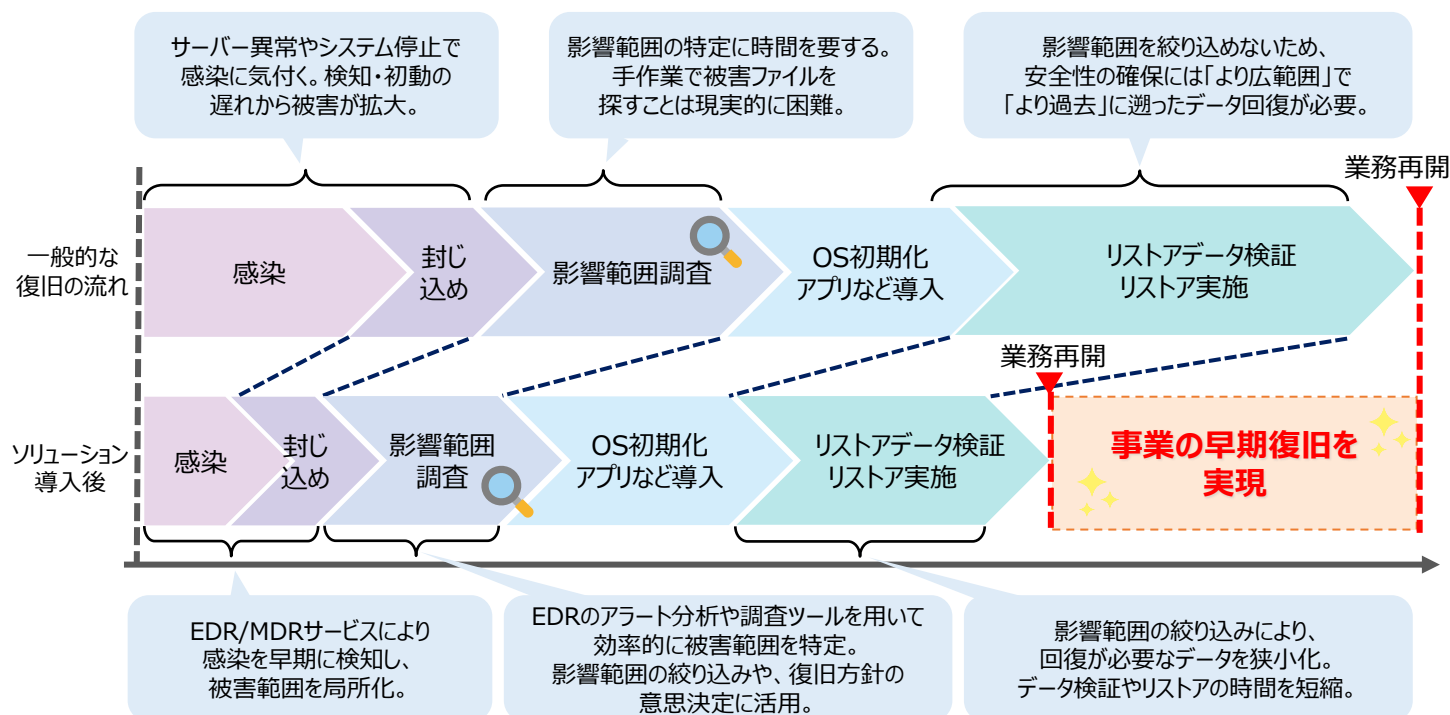 サーバー異常やシステム停止で
感染に気付く。検知・初動の
遅れから被害が拡大。
影響範囲の特定に時間を要する。
手作業で被害ファイルを
探すことは現実的に困難。
影響範囲を絞り込めないため、
安全性の確保には「より広範囲」で
「より過去」に遡ったデータ回復が必要。
業務再開
一般的な
復旧の流れ
感染
封じ
込め
影響範囲調査
OS初期化
アプリなど導入
リストアデータ検証
リストア実施
業務再開
ソリューション
導入後
感染
封じ
込め
影響範囲
調査
OS初期化
アプリなど導入
リストアデータ検証
リストア実施
事業の早期復旧を
実現
EDR/MDRサービスにより
感染を早期に検知し、
被害範囲を局所化。
EDRのアラート分析や調査ツールを用いて
効率的に被害範囲を特定。
影響範囲の絞り込みや、復旧方針の
意思決定に活用。
影響範囲の絞り込みにより、
回復が必要なデータを狭小化。
データ検証やリストアの時間を短縮。